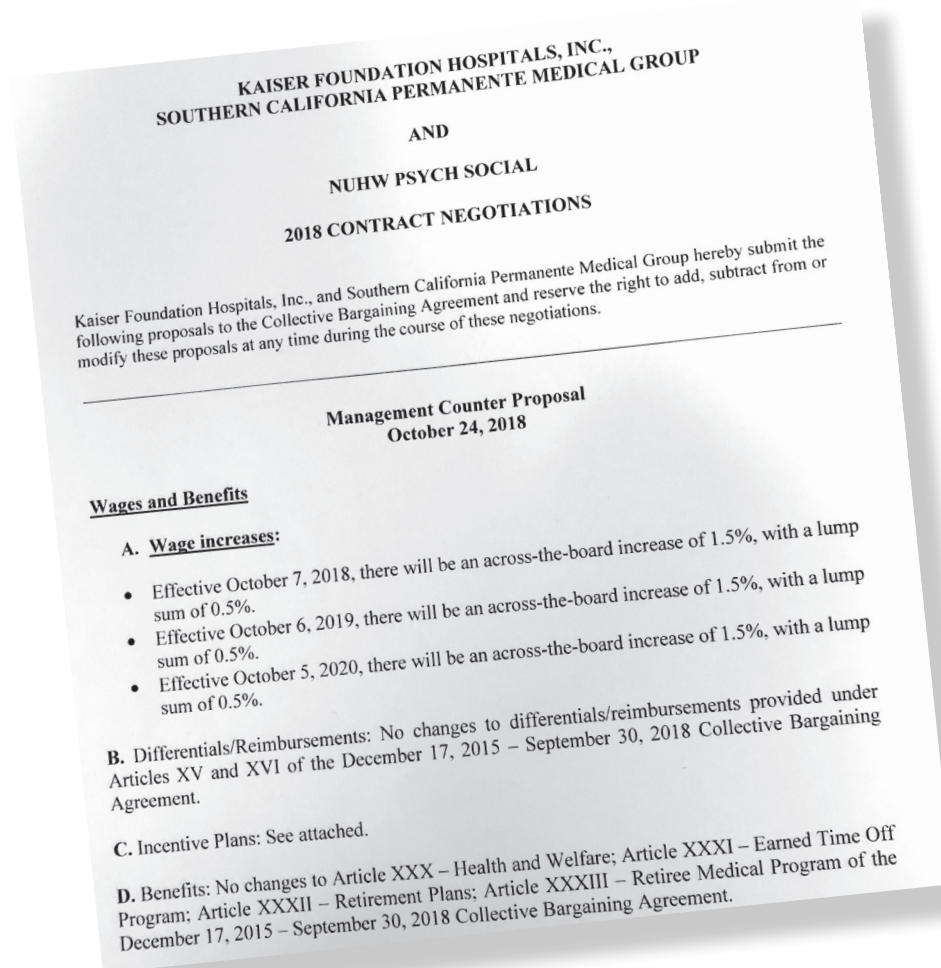 KAISER FOUNDATION HOSPITALS, INC.,
SOUTHERN CALIFORNIA PERMANENTE MEDICAL GROUP
AND
NUHW PSYCH SOCIAL
2018 CONTRACT NEGOTIATIONS
Kaiser Foundation Hospitals, Inc., and Southern California Permanente Medical Group hereby submit the
following proposals to the Collective Bargaining Agreement and reserve the right to add, subtract from or
modify these proposals at any time during the course of these negotiations.
Management Counter Proposal
October 24, 2018
Wages and Benefits
A. Wage increases:
• Effective October 7, 2018, there will be an across-the-board increase of 1.5%, with a lump
sum of 0.5%.
• Effective October 6, 2019, there will be an across-the-board increase of 1.5%, with a lump
sum of 0.5%.
• Effective October 5, 2020, there will be an across-the-board increase of 1.5%, with a lump
sum of 0.5%.
B. Differentials/Reimbursements: No changes to differentials/reimbursements provided under
Articles XV and XVI of the December 17, 2015 – September 30, 2018 Collective Bargaining
Agreement.
C. Incentive Plans: See attached.
D. Benefits: No changes to Article XXX – Health and Welfare; Article XXXI – Earned Time Off
Program; Article XXXII – Retirement Plans; Article XXXIII – Retiree Medical Program of the
December 17, 2015 – September 30, 2018 Collective Bargaining Agreement.